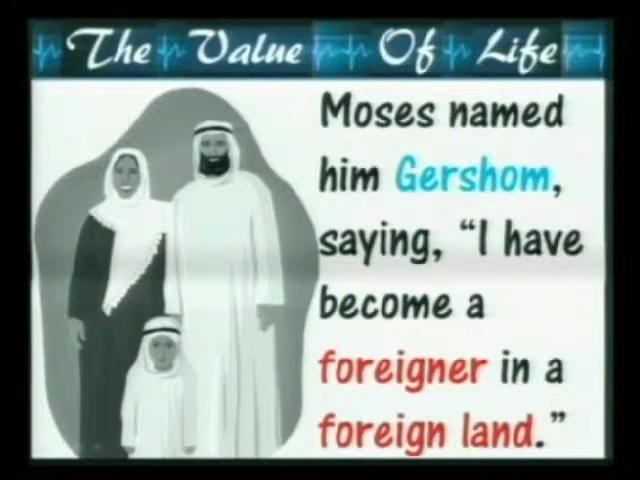 The Value Of Life
Moses named
him Gershom,
saying, “I have
become a
foreigner in a
foreign land.”